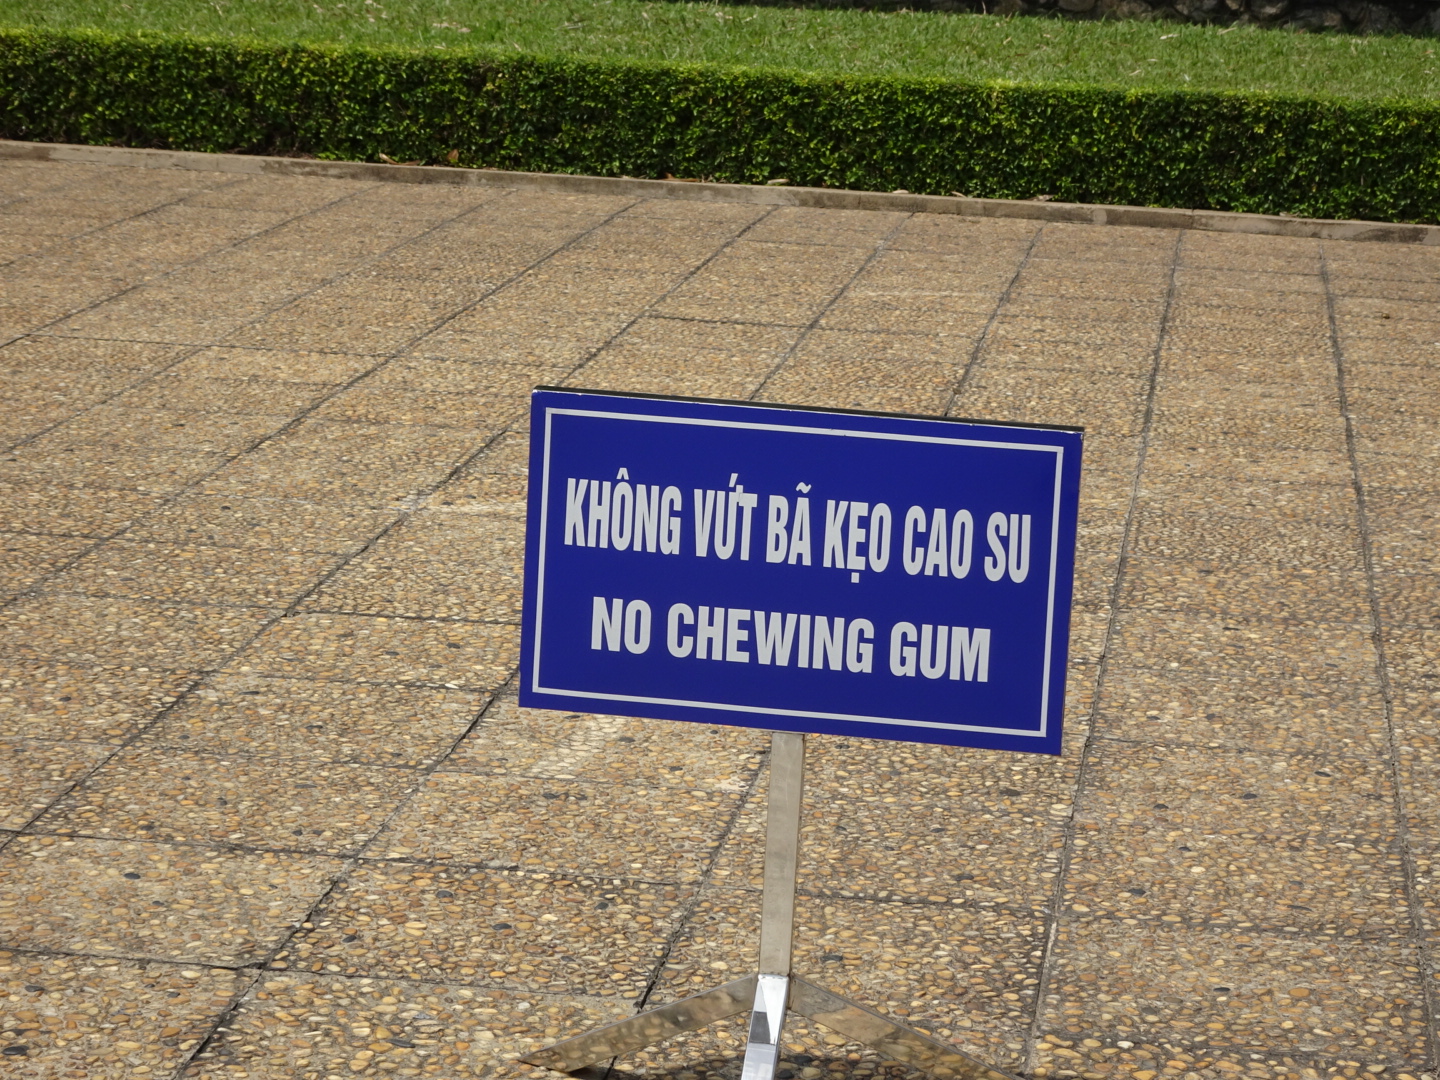 KHÔNG VỨT BÃ KẸO CAO SU
NO CHEWING GUM